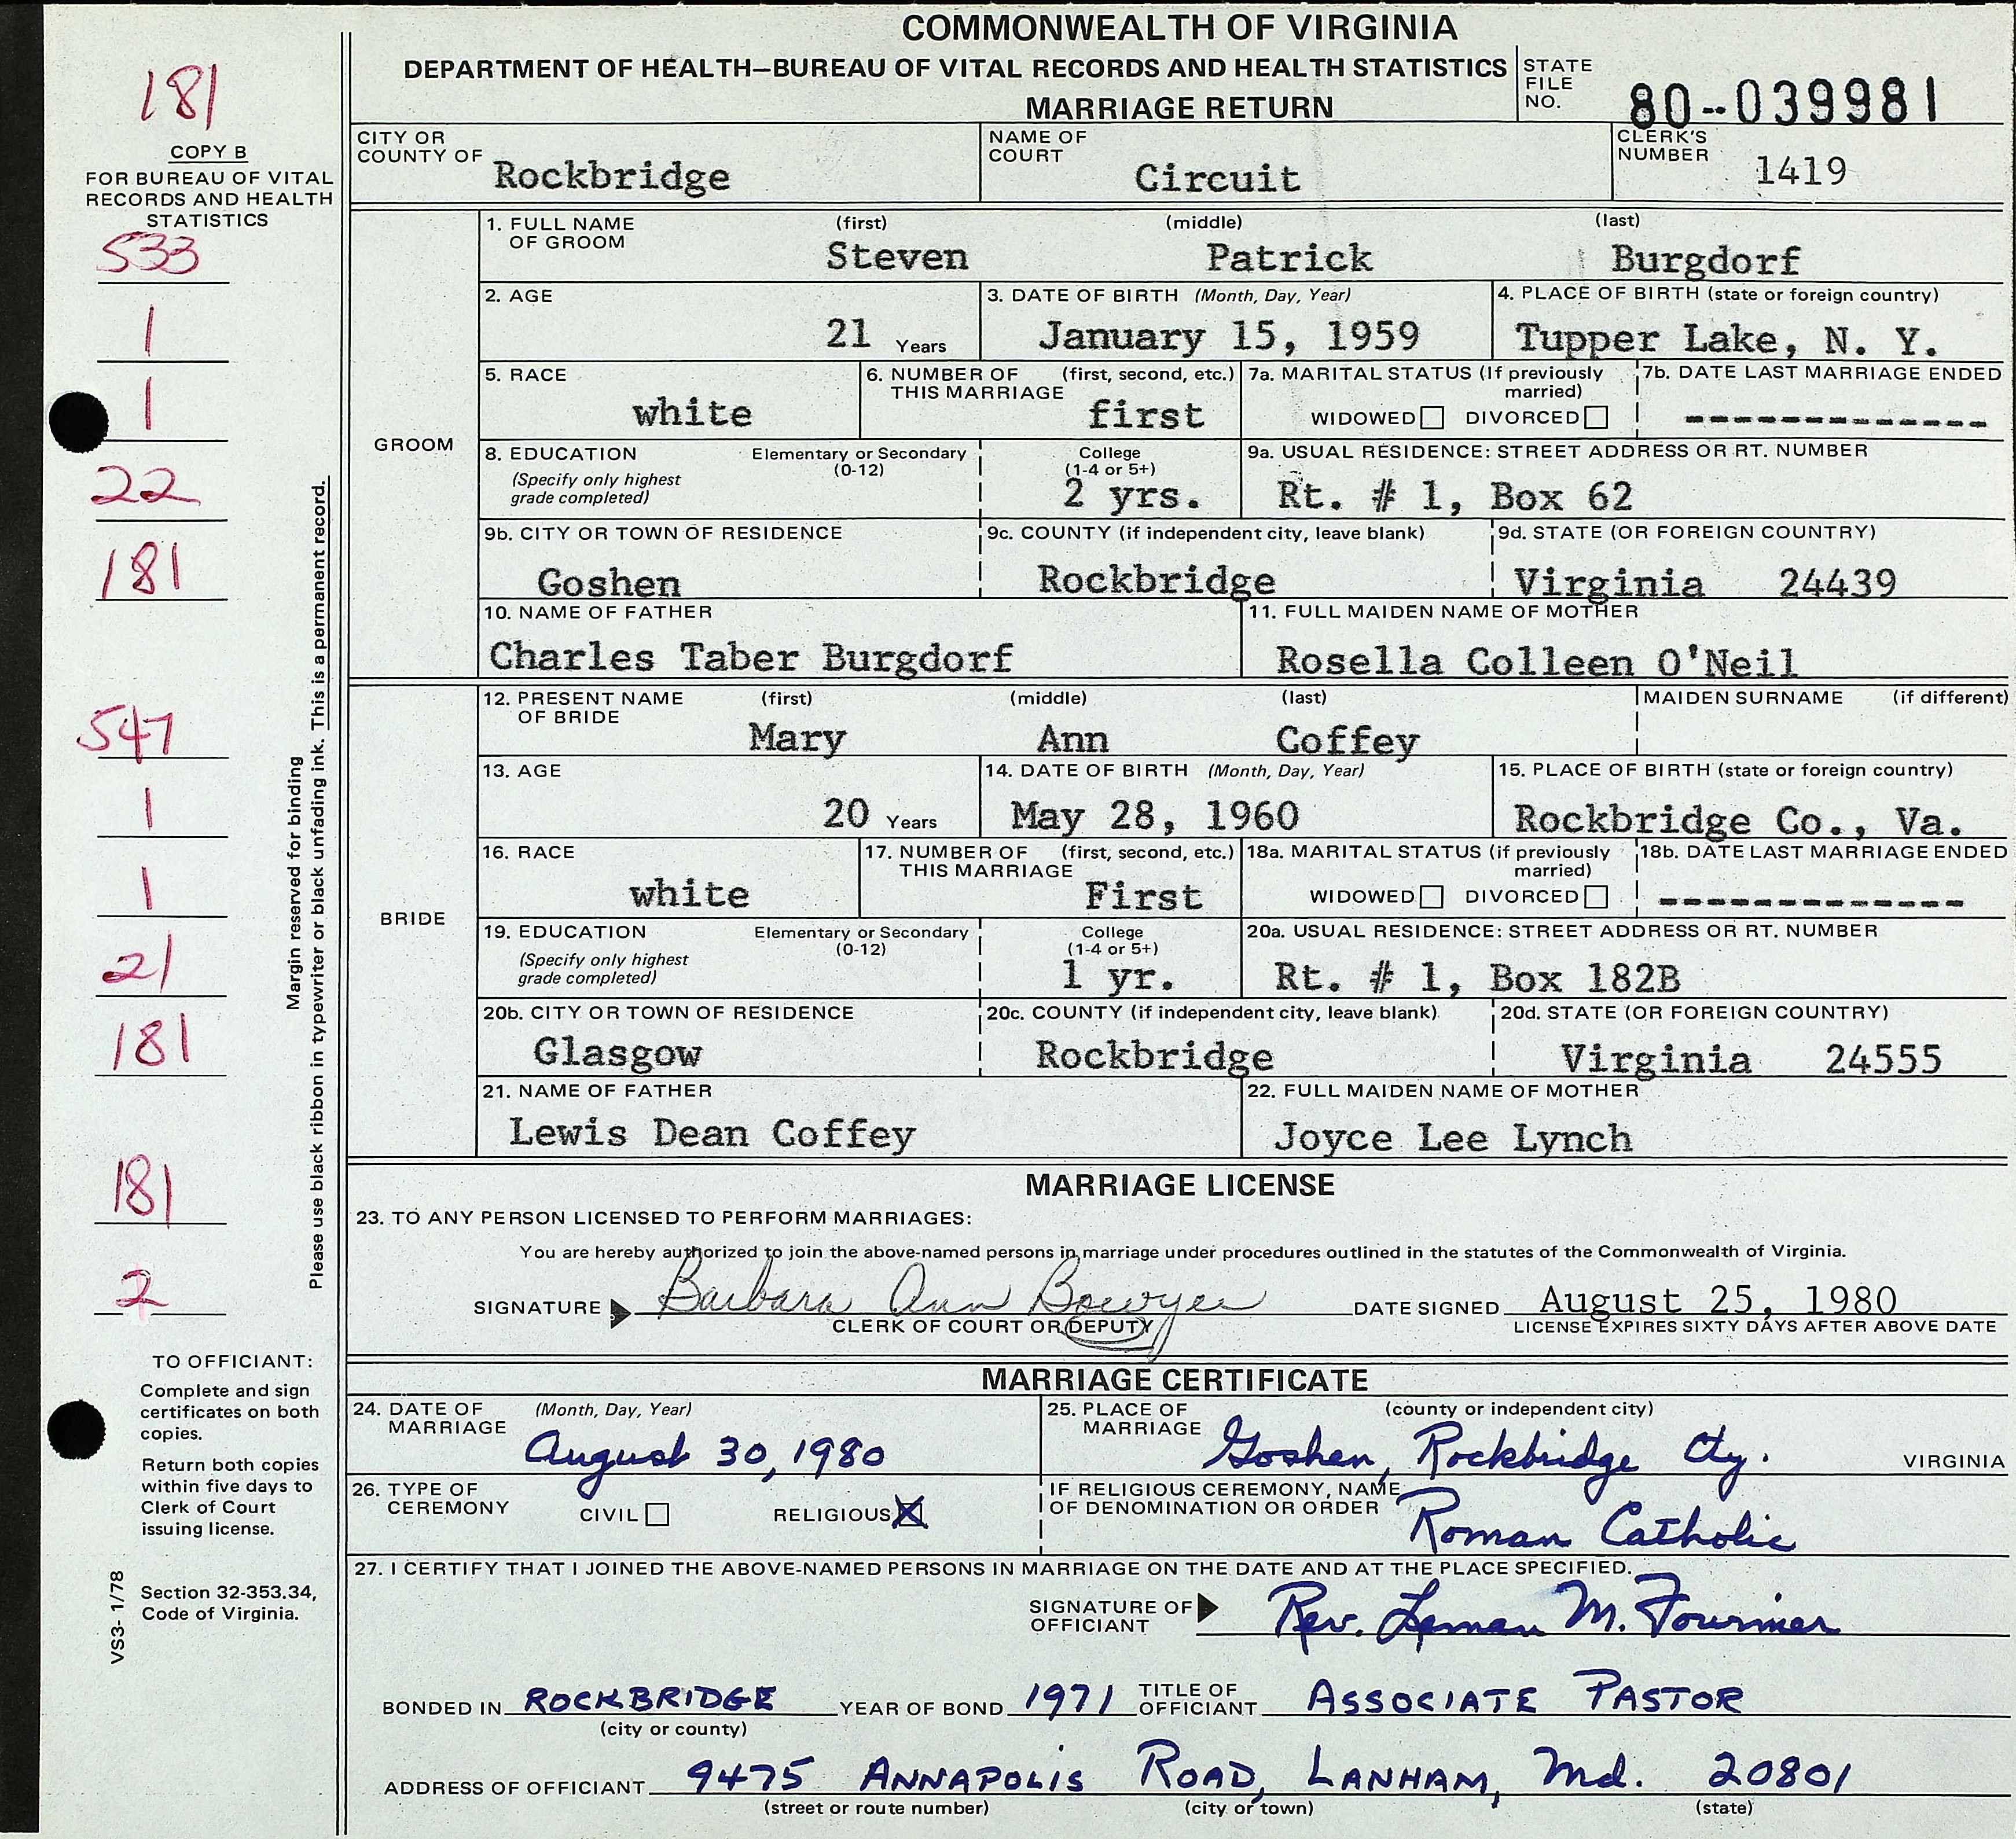 COMMONWEALTH OF VIRGINIA
DEPARTMENT OF HEALTH—BUREAU OF VITAL RECORDS AND HEALTH STATISTICS
MARRIAGE RETURN
STATE FILE NO. 80--039981
181
COPY B
FOR BUREAU OF VITAL
RECORDS AND HEALTH
STATISTICS
533
1
1
22
181
547
1
1
21
181
181
2
Margin reserved for binding
Please use black ribbon in typewriter or black unfading ink. This is a permanent record.
TO OFFICIANT:
Complete and sign
certificates on both
copies.
Return both copies
within five days to
Clerk of Court
issuing license.
Section 32-353.34,
Code of Virginia.
VS3- 1/78
CITY OR COUNTY OF Rockbridge
NAME OF COURT Circuit
CLERK'S NUMBER 1419
GROOM
1. FULL NAME OF GROOM (first) (middle) (last)
Steven Patrick Burgdorf
2. AGE 21 Years
3. DATE OF BIRTH (Month, Day, Year) January 15, 1959
4. PLACE OF BIRTH (state or foreign country) Tupper Lake, N. Y.
5. RACE white
6. NUMBER OF THIS MARRIAGE (first, second, etc.) first
7a. MARITAL STATUS (If previously married) WIDOWED DIVORCED
7b. DATE LAST MARRIAGE ENDED -------------
8. EDUCATION (Specify only highest grade completed) Elementary or Secondary (0-12) College (1-4 or 5+) 2 yrs.
9a. USUAL RESIDENCE: STREET ADDRESS OR RT. NUMBER Rt. # 1, Box 62
9b. CITY OR TOWN OF RESIDENCE Goshen
9c. COUNTY (if independent city, leave blank) Rockbridge
9d. STATE (OR FOREIGN COUNTRY) Virginia 24439
10. NAME OF FATHER Charles Taber Burgdorf
11. FULL MAIDEN NAME OF MOTHER Rosella Colleen O'Neil
BRIDE
12. PRESENT NAME OF BRIDE (first) (middle) (last) MAIDEN SURNAME (if different)
Mary Ann Coffey
13. AGE 20 Years
14. DATE OF BIRTH (Month, Day, Year) May 28, 1960
15. PLACE OF BIRTH (state or foreign country) Rockbridge Co., Va.
16. RACE white
17. NUMBER OF THIS MARRIAGE (first, second, etc.) First
18a. MARITAL STATUS (if previously married) WIDOWED DIVORCED
18b. DATE LAST MARRIAGE ENDED -------------
19. EDUCATION (Specify only highest grade completed) Elementary or Secondary (0-12) College (1-4 or 5+) 1 yr.
20a. USUAL RESIDENCE: STREET ADDRESS OR RT. NUMBER Rt. # 1, Box 182B
20b. CITY OR TOWN OF RESIDENCE Glasgow
20c. COUNTY (if independent city, leave blank) Rockbridge
20d. STATE (OR FOREIGN COUNTRY) Virginia 24555
21. NAME OF FATHER Lewis Dean Coffey
22. FULL MAIDEN NAME OF MOTHER Joyce Lee Lynch
MARRIAGE LICENSE
23. TO ANY PERSON LICENSED TO PERFORM MARRIAGES:
You are hereby authorized to join the above-named persons in marriage under procedures outlined in the statutes of the Commonwealth of Virginia.
SIGNATURE Barbara Ann Bowyer DATE SIGNED August 25, 1980
CLERK OF COURT OR DEPUTY LICENSE EXPIRES SIXTY DAYS AFTER ABOVE DATE
MARRIAGE CERTIFICATE
24. DATE OF MARRIAGE (Month, Day, Year) August 30, 1980
25. PLACE OF MARRIAGE (county or independent city) Goshen, Rockbridge Cty. VIRGINIA
26. TYPE OF CEREMONY CIVIL RELIGIOUS X
IF RELIGIOUS CEREMONY, NAME OF DENOMINATION OR ORDER Roman Catholic
27. I CERTIFY THAT I JOINED THE ABOVE-NAMED PERSONS IN MARRIAGE ON THE DATE AND AT THE PLACE SPECIFIED.
SIGNATURE OF OFFICIANT Rev. Leman M. Fournier
BONDED IN ROCKBRIDGE YEAR OF BOND 1971 TITLE OF OFFICIANT ASSOCIATE PASTOR
(city or county)
ADDRESS OF OFFICIANT 9475 ANNAPOLIS ROAD, LANHAM, Md. 20801
(street or route number) (city or town) (state)